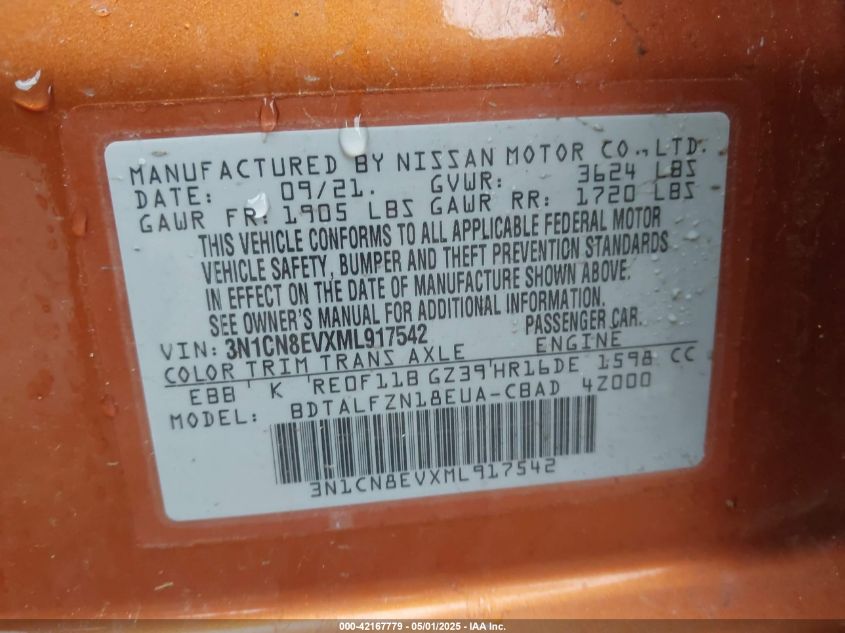 MANUFACTURED BY NISSAN MOTOR CO., LTD.
DATE: 09/21. GVWR: 3624 LBS
GAWR FR: 1905 LBS GAWR RR: 1720 LBS
THIS VEHICLE CONFORMS TO ALL APPLICABLE FEDERAL MOTOR
VEHICLE SAFETY, BUMPER AND THEFT PREVENTION STANDARDS
IN EFFECT ON THE DATE OF MANUFACTURE SHOWN ABOVE.
SEE OWNER'S MANUAL FOR ADDITIONAL INFORMATION.
VIN: 3N1CN8EVXML917542 PASSENGER CAR.
COLOR TRIM TRANS AXLE ENGINE
EBB ' K 'RE0F11B GZ39'HR16DE 1598 CC
MODEL: BDTALFZN18EUA-CBAD 4Z000
3N1CN8EVXML917542
000-42167779 - 05/01/2025 - IAA Inc.